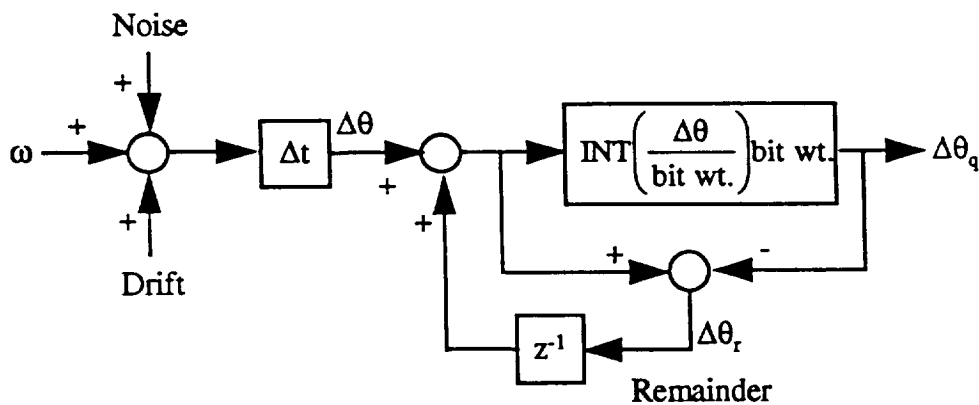 Noise
+
ω
+
+
Drift
Δt
Δθ
+
+
INT(Δθ/bit wt.)bit wt.
Δθq
+
-
z-1
Δθr
Remainder